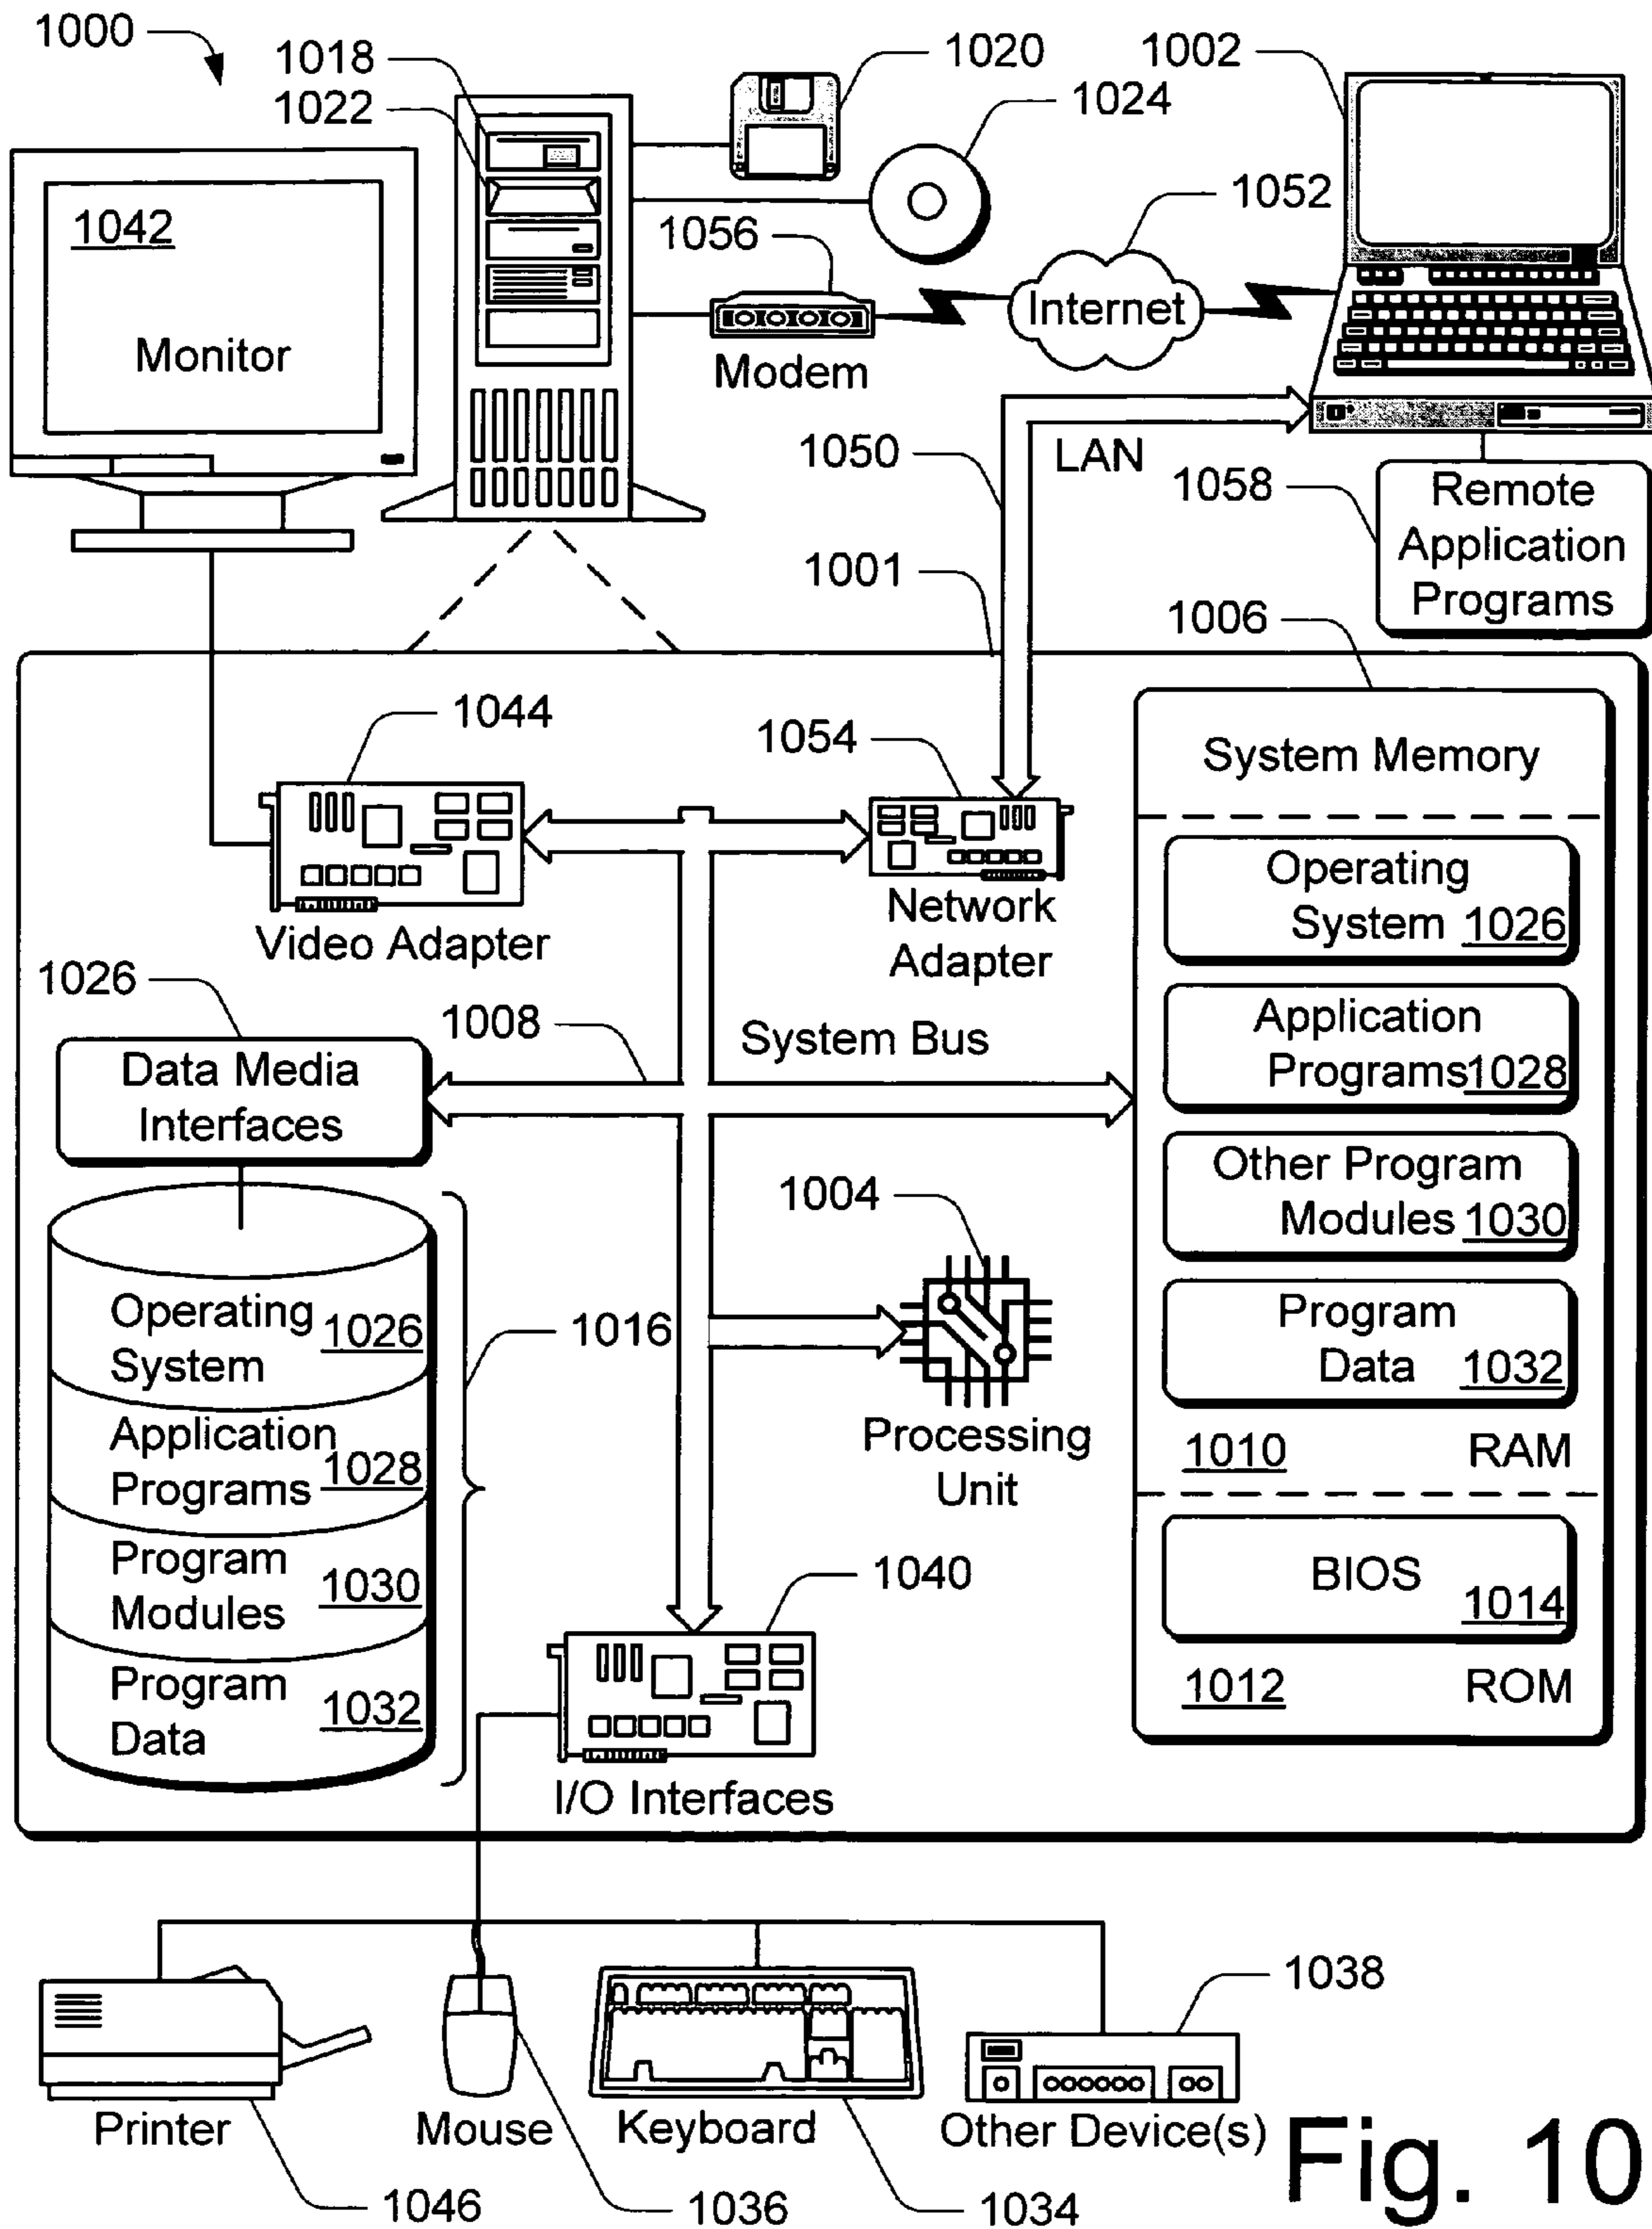 1000
1018
1022
1020
1024
1002
1042
Monitor
1056
Modem
1052
Internet
1050
LAN
1058
Remote
Application
Programs
1001
1006
1044
1054
System Memory
Video Adapter
Network
Adapter
Operating
System 1026
Application
Programs 1028
Other Program
Modules 1030
Program
Data 1032
1010 RAM
BIOS
1014
1012 ROM
1026
Data Media
Interfaces
1008
System Bus
1004
Processing
Unit
Operating
System 1026
Application
Programs 1028
Program
Modules 1030
Program
Data 1032
1016
1040
I/O Interfaces
1038
Printer
Mouse
Keyboard
Other Device(s)
1046
1036
1034
Fig. 10